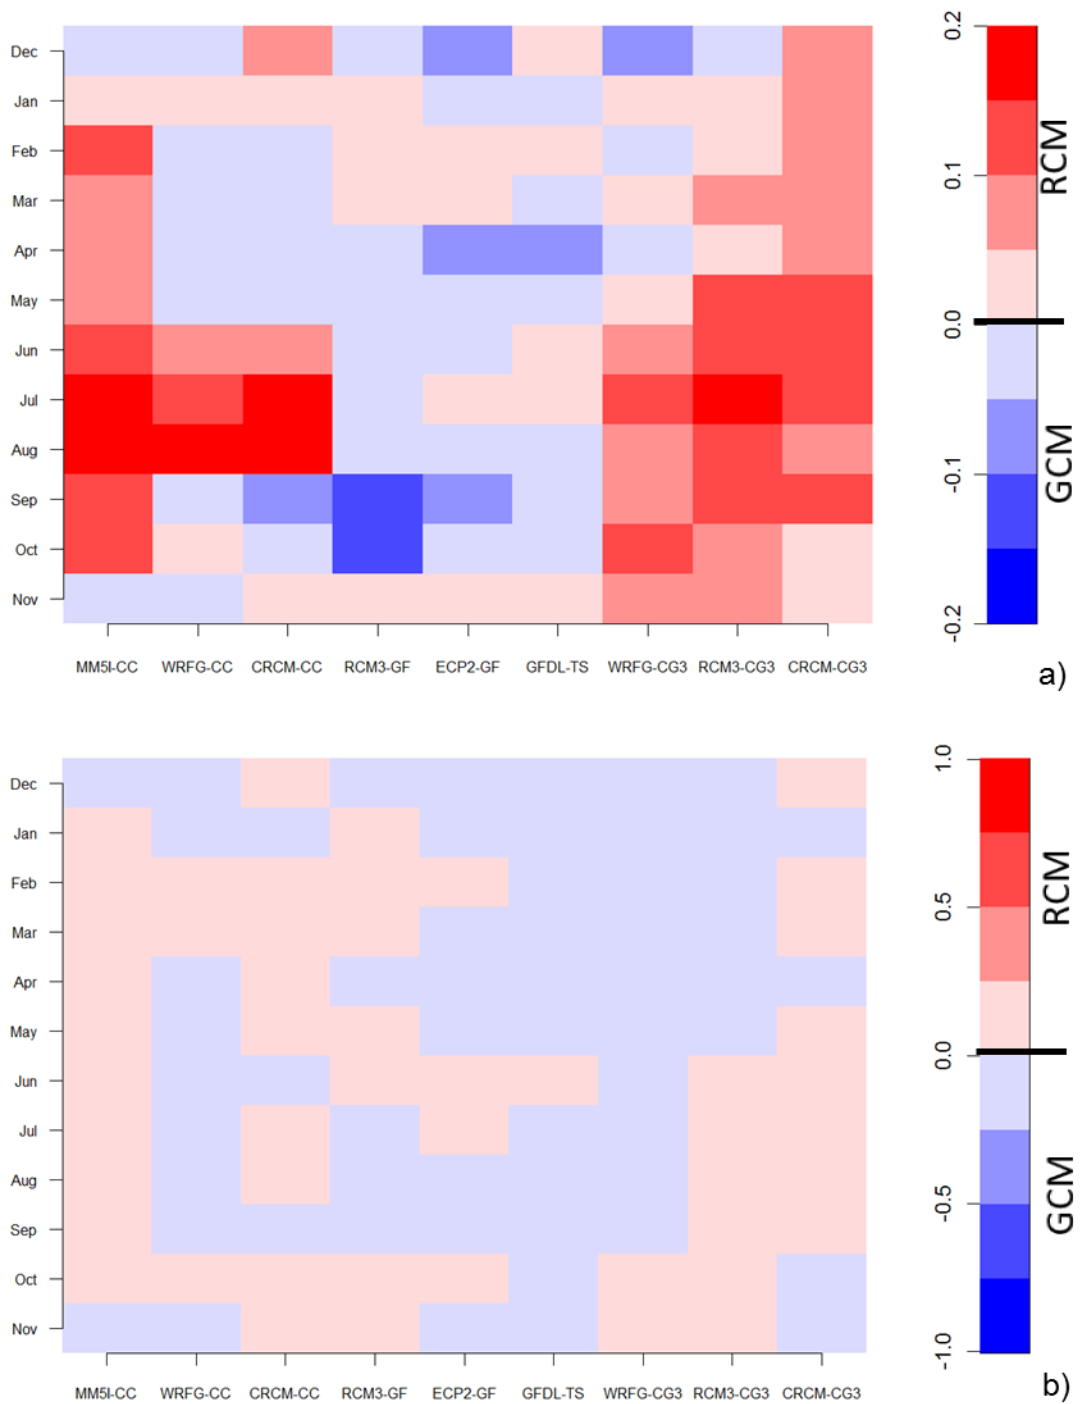 Dec
Jan
Feb
Mar
Apr
May
Jun
Jul
Aug
Sep
Oct
Nov
MM5I-CC WRFG-CC CRCM-CC RCM3-GF ECP2-GF GFDL-TS WRFG-CG3 RCM3-CG3 CRCM-CG3
0.2
0.1
0.0
-0.1
-0.2
RCM
GCM
a)
Dec
Jan
Feb
Mar
Apr
May
Jun
Jul
Aug
Sep
Oct
Nov
MM5I-CC WRFG-CC CRCM-CC RCM3-GF ECP2-GF GFDL-TS WRFG-CG3 RCM3-CG3 CRCM-CG3
1.0
0.5
0.0
-0.5
-1.0
RCM
GCM
b)